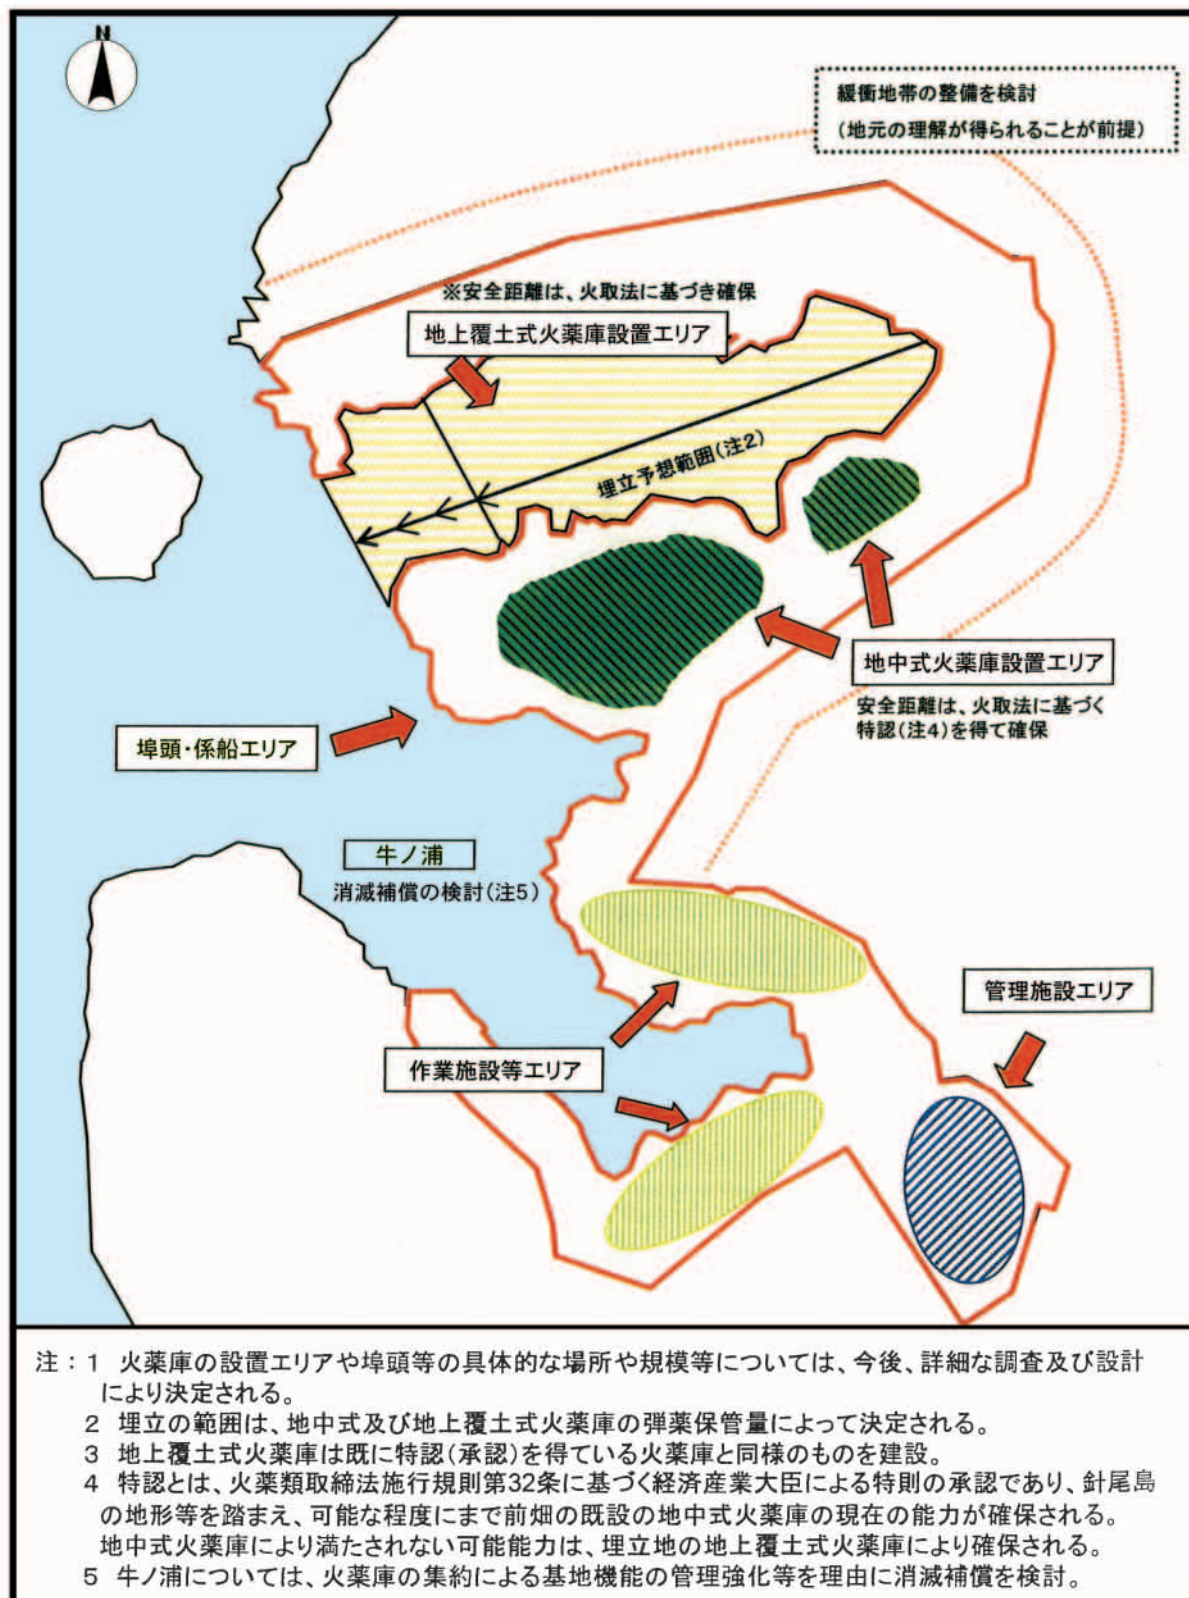 N
緩衝地帯の整備を検討
(地元の理解が得られることが前提)
※安全距離は、火取法に基づき確保
地上覆土式火薬庫設置エリア
埋立予想範囲(注2)
地中式火薬庫設置エリア
安全距離は、火取法に基づく
特認(注4)を得て確保
埠頭・係船エリア
牛ノ浦
消滅補償の検討(注5)
管理施設エリア
作業施設等エリア
注：1 火薬庫の設置エリアや埠頭等の具体的な場所や規模等については、今後、詳細な調査及び設計
により決定される。
2 埋立の範囲は、地中式及び地上覆土式火薬庫の弾薬保管量によって決定される。
3 地上覆土式火薬庫は既に特認(承認)を得ている火薬庫と同様のものを建設。
4 特認とは、火薬類取締法施行規則第32条に基づく経済産業大臣による特則の承認であり、針尾島
の地形等を踏まえ、可能な程度にまで前畑の既設の地中式火薬庫の現在の能力が確保される。
地中式火薬庫により満たされない可能能力は、埋立地の地上覆土式火薬庫により確保される。
5 牛ノ浦については、火薬庫の集約による基地機能の管理強化等を理由に消滅補償を検討。